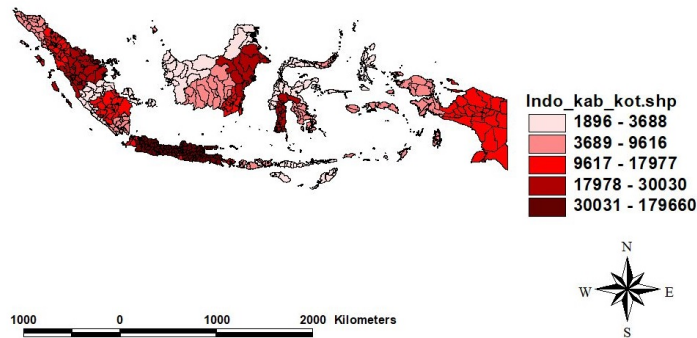 Indo_kab_kot.shp
1896 - 3688
3689 - 9616
9617 - 17977
17978 - 30030
30031 - 179660
N
W E
S
1000 0 1000 2000 Kilometers